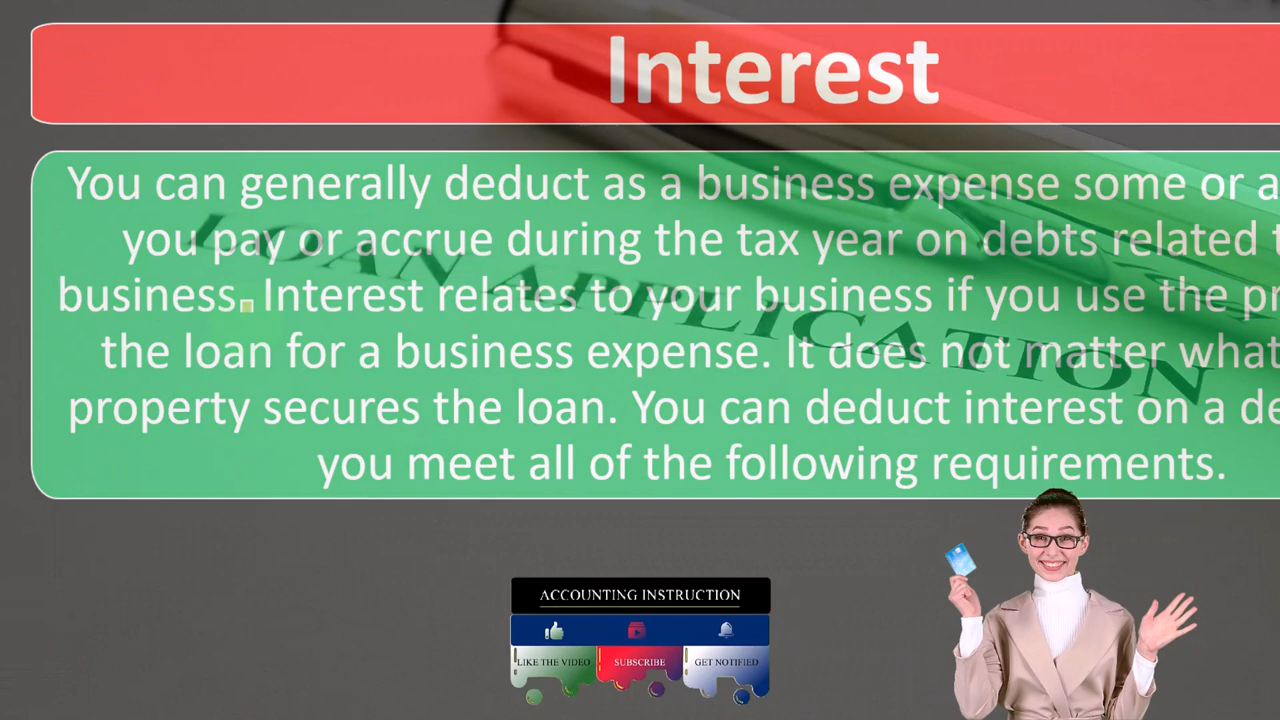 Interest
You can generally deduct as a business expense some or a
you pay or accrue during the tax year on debts related
business. Interest relates to your business if you use the
the loan for a business expense. It does not matter what
property secures the loan. You can deduct interest on a
you meet all of the following requirements.
LOAN APPLICATION
ACCOUNTING INSTRUCTION
LIKE THE VIDEO SUBSCRIBE GET NOTIFIED